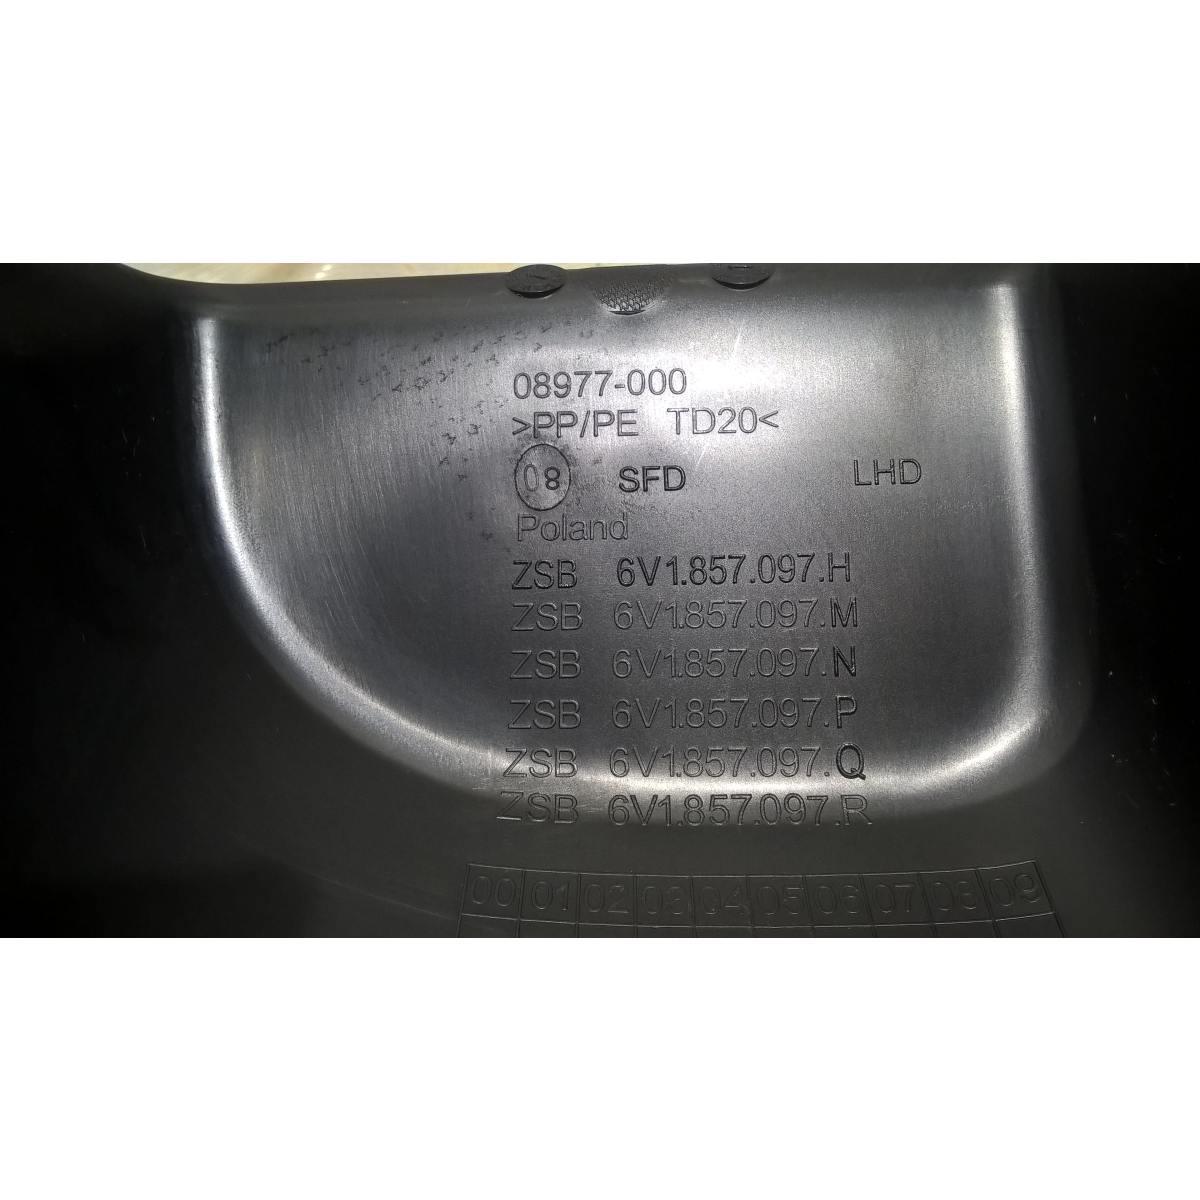 08977-000
>PP/PE TD20<
08 SFD LHD
Poland
ZSB 6V1.857.097.H
ZSB 6V1.857.097.M
ZSB 6V1.857.097.N
ZSB 6V1.857.097.P
ZSB 6V1.857.097.Q
ZSB 6V1.857.097.R
00 01 02 03 04 05 06 07 08 09